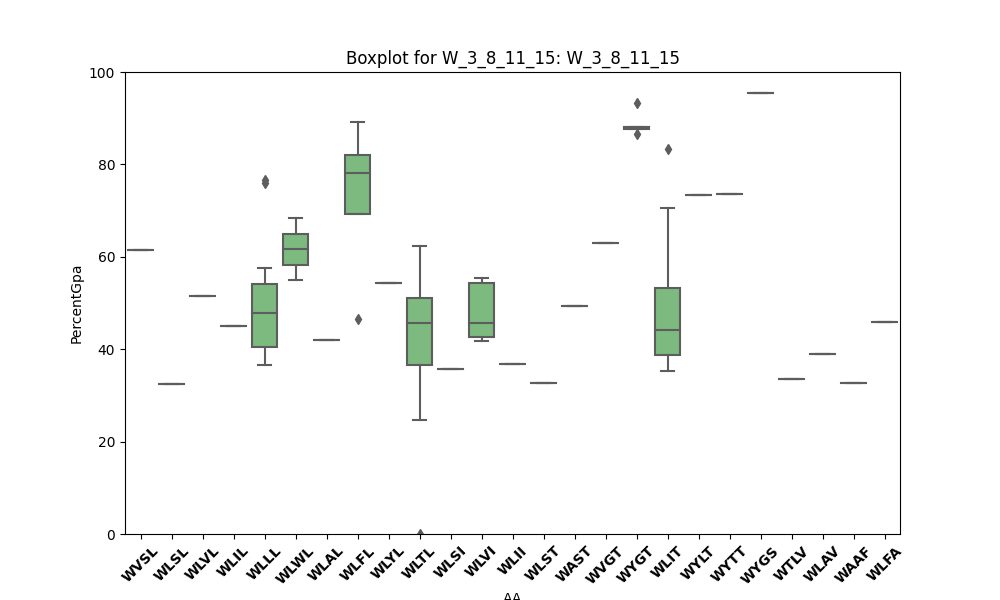 Boxplot for W_3_8_11_15: W_3_8_11_15
100
80
60
40
20
0
PercentGpa
WVSL
WLSL
WLVL
WLIL
WLLL
WLWL
WLAL
WLFL
WLYL
WLTL
WLSI
WLVI
WLII
WLST
WAST
WVGT
WYGT
WLIT
WYLT
WYTT
WYGS
WTLV
WLAV
WAAF
WLFA
AA